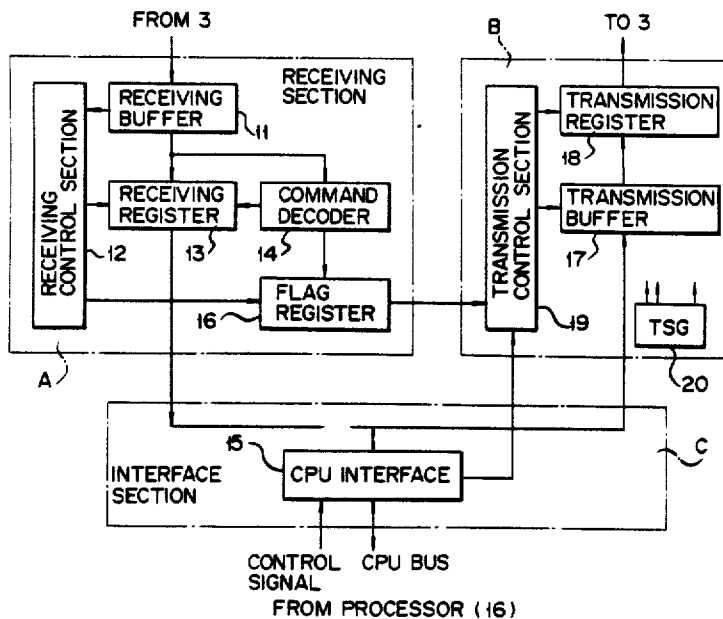 FROM 3
B
TO 3
RECEIVING
SECTION
RECEIVING
BUFFER
11
RECEIVING
CONTROL SECTION
12
RECEIVING
REGISTER
13
COMMAND
DECODER
14
FLAG
REGISTER
16
A
TRANSMISSION
CONTROL SECTION
19
TRANSMISSION
REGISTER
18
TRANSMISSION
BUFFER
17
TSG
20
15
CPU INTERFACE
INTERFACE
SECTION
C
CONTROL
SIGNAL
CPU BUS
FROM PROCESSOR (16)